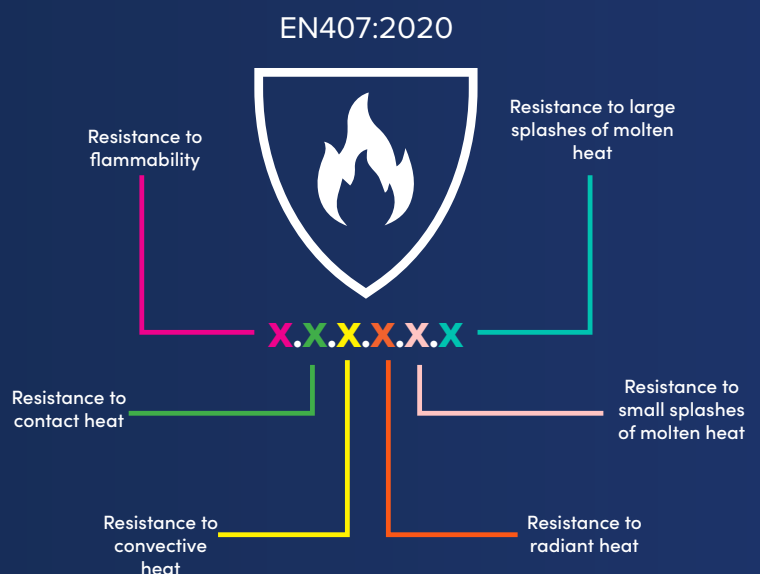 EN407:2020
Resistance to
flammability
Resistance to large
splashes of molten
heat
X.X.X.X.X.X
Resistance to
contact heat
Resistance to
small splashes
of molten heat
Resistance to
convective
heat
Resistance to
radiant heat